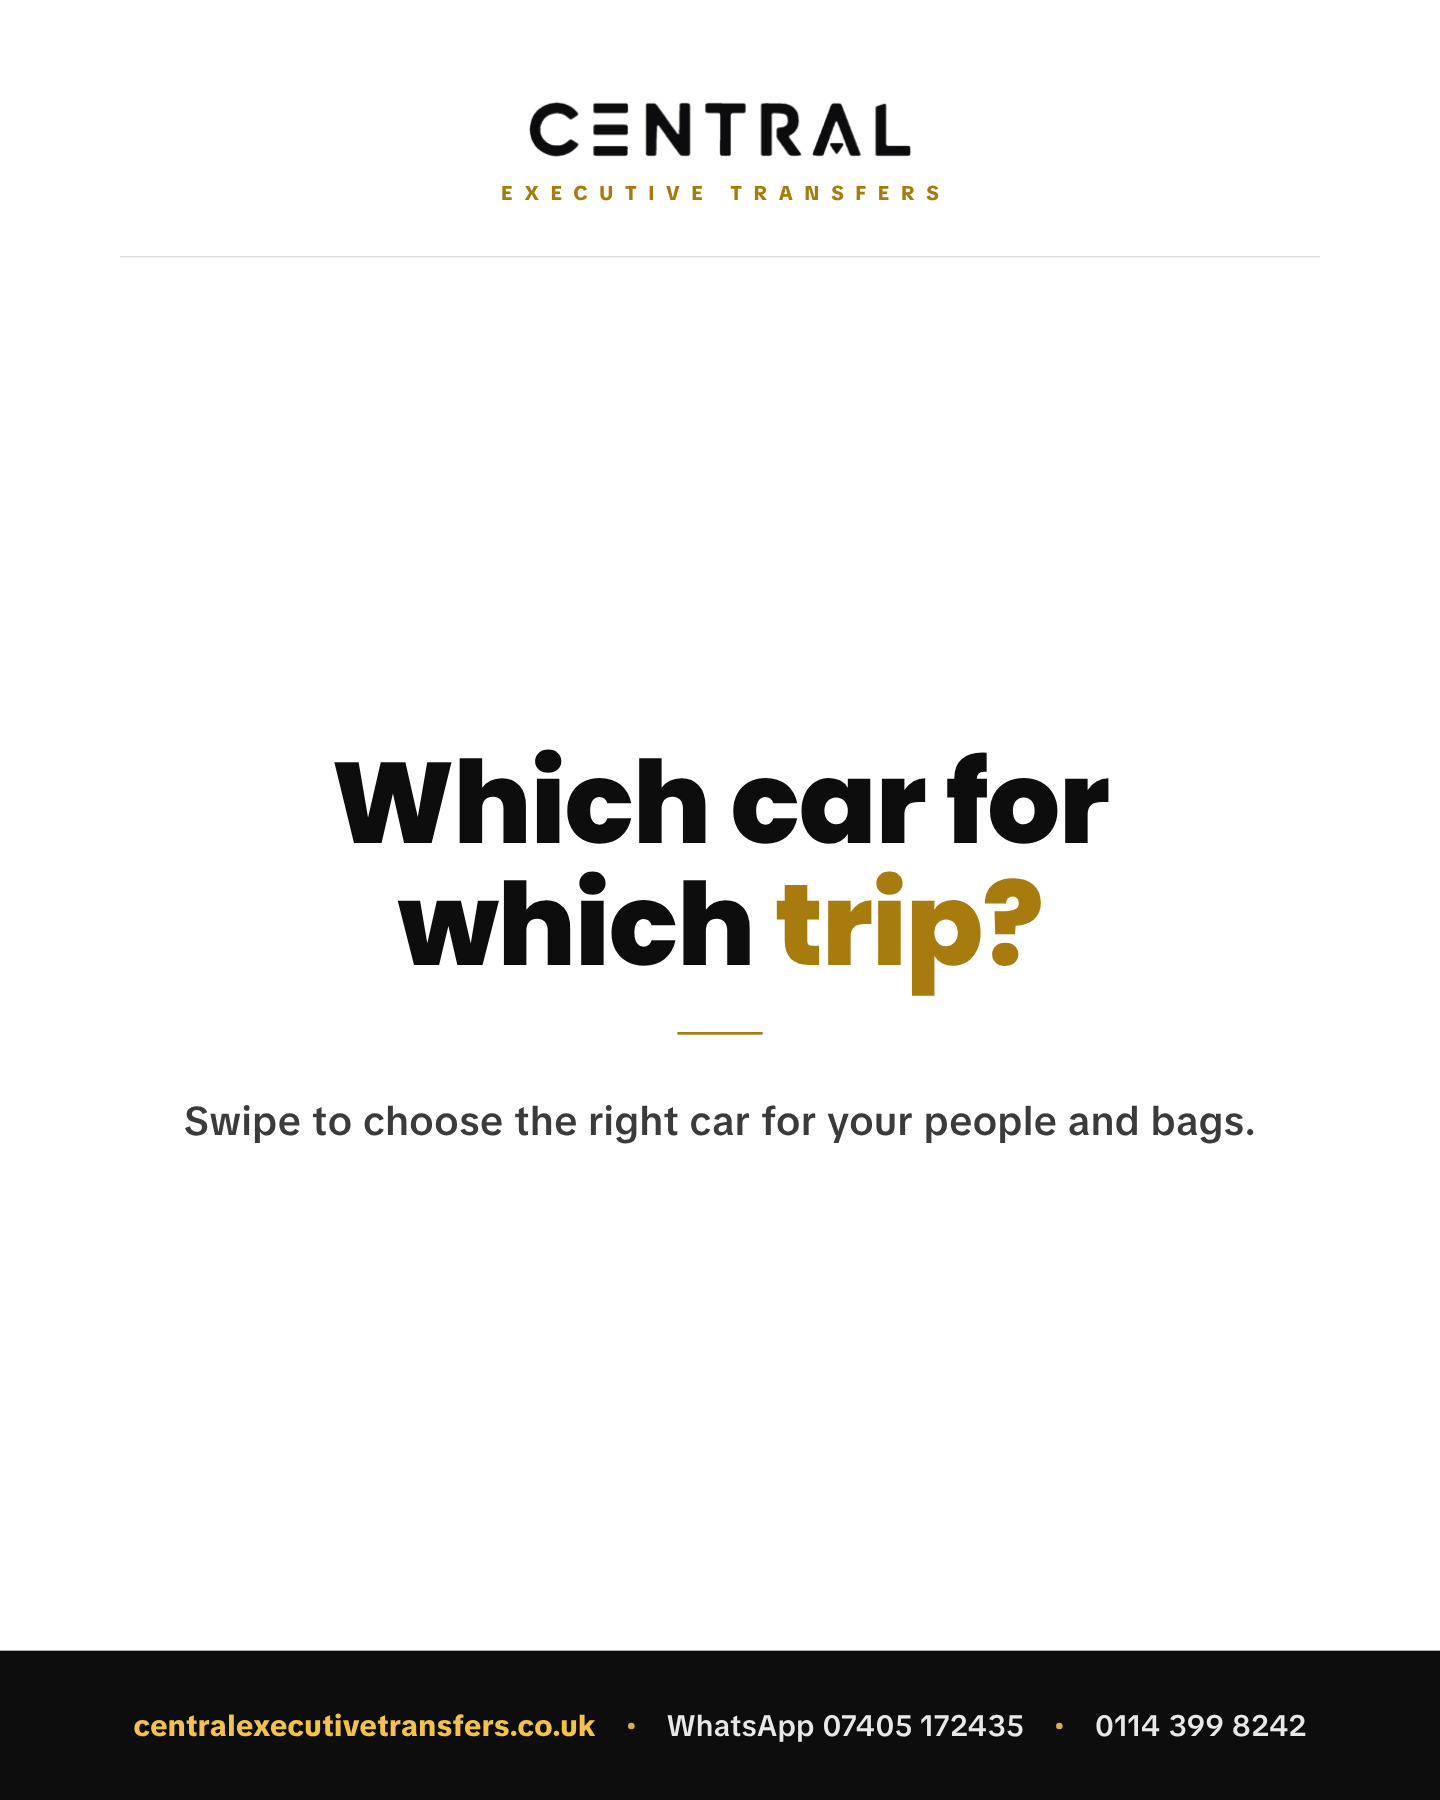 CENTRAL
EXECUTIVE TRANSFERS
Which car for
which trip?
Swipe to choose the right car for your people and bags.
centralexecutivetransfers.co.uk • WhatsApp 07405 172435 • 0114 399 8242